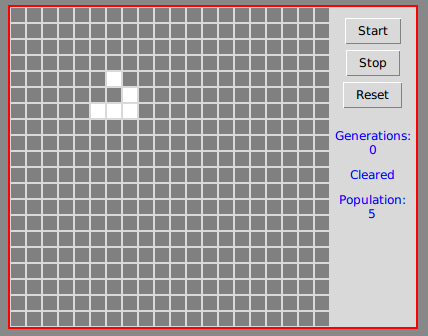 Start
Stop
Reset
Generations:
0
Cleared
Population:
5